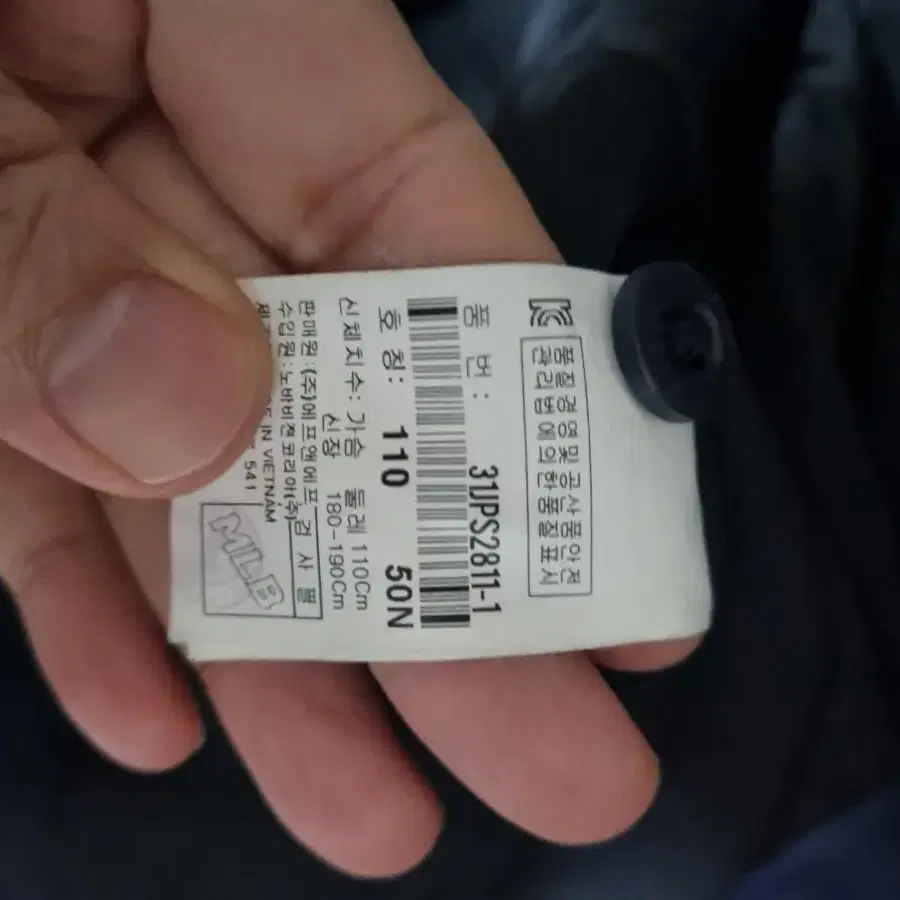 품질경영및공산품안전
관리법에의한품질표시
품 번 : 31JPS2811-1
호 칭: 110 50N
신체치수: 가슴 둘레 110Cm
신장 180-190Cm
판매원:(주)에프앤에프
수입원:노바비젼코리아(주)
IN VIETNAM
541
검사필
MLB